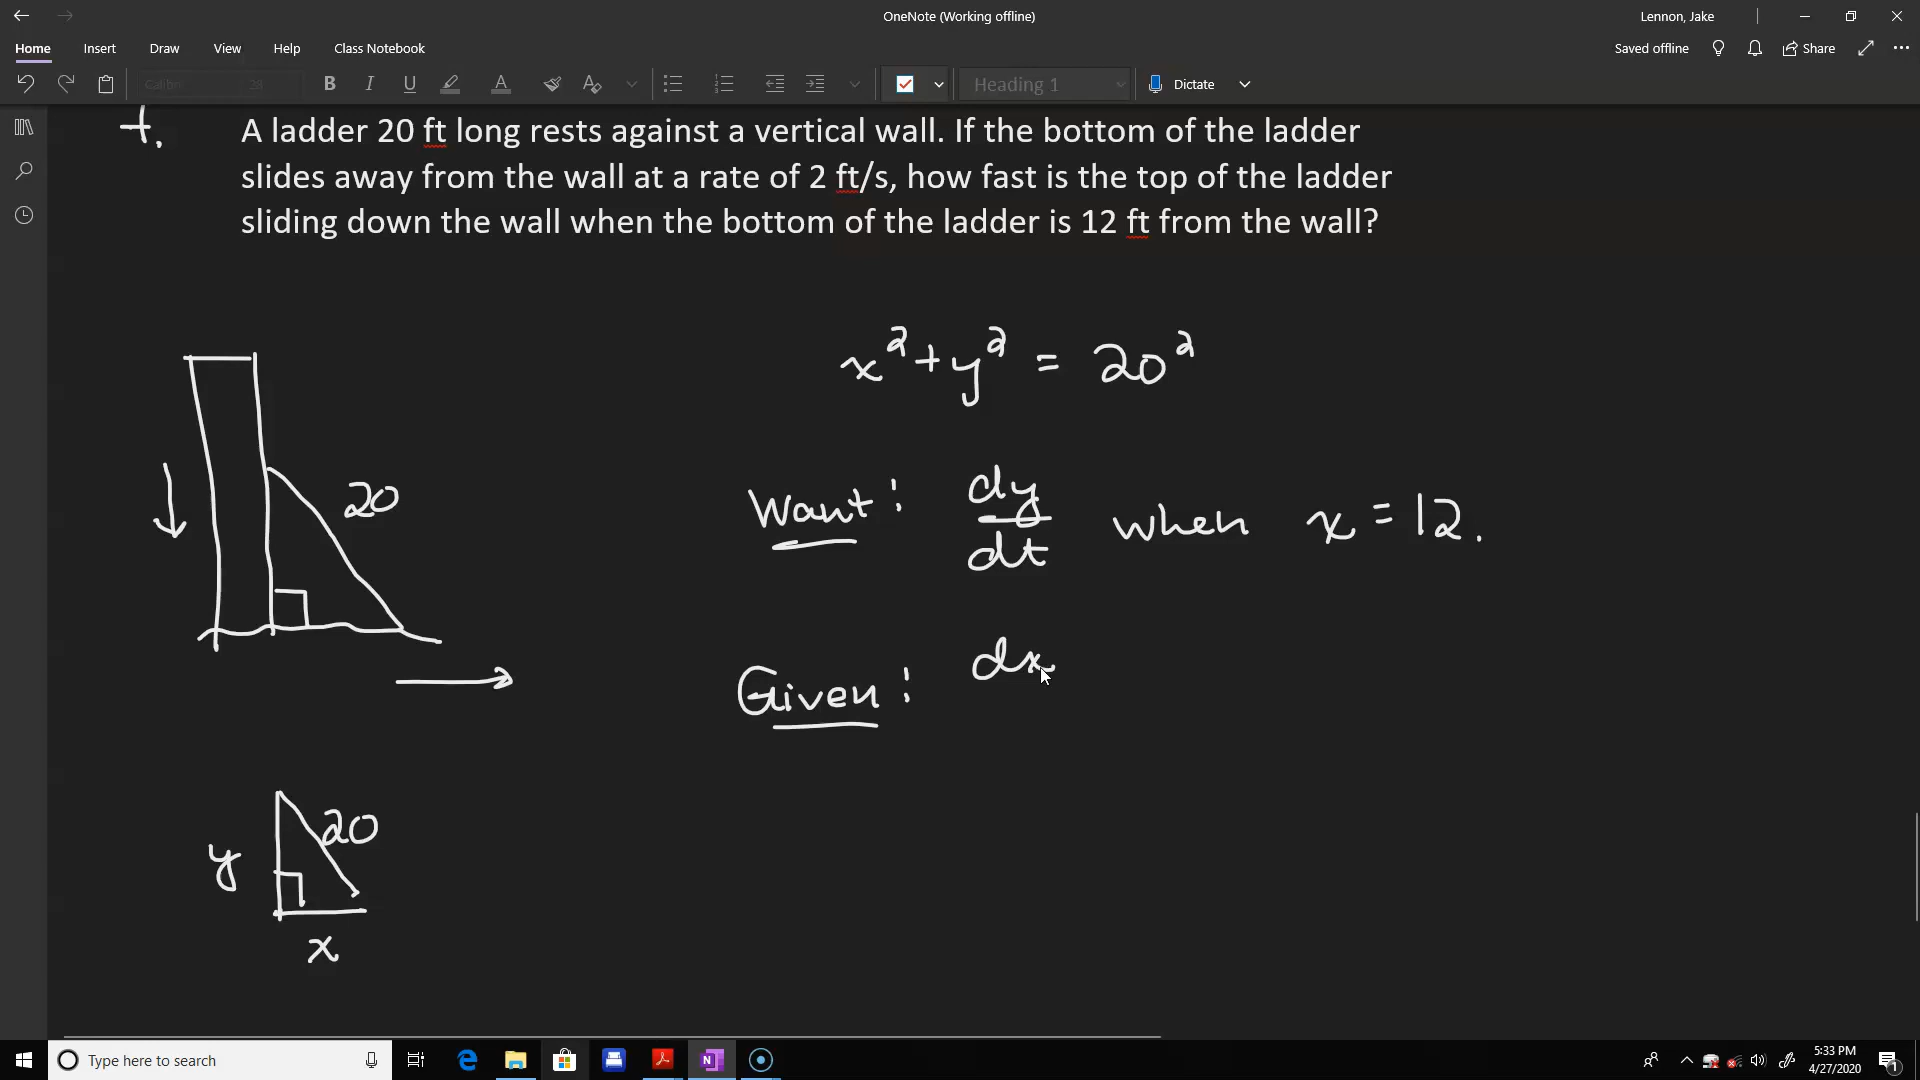 OneNote (Working offline)
Lennon, Jake
Home Insert Draw View Help Class Notebook
Saved offline Share
Calibri 28 B I U A A Heading 1 Dictate
A ladder 20 ft long rests against a vertical wall. If the bottom of the ladder
slides away from the wall at a rate of 2 ft/s, how fast is the top of the ladder
sliding down the wall when the bottom of the ladder is 12 ft from the wall?
x² + y² = 20²
20
Want: dy/dt when x = 12.
Given: dx
y 20
x
Type here to search
N
5:33 PM
4/27/2020
1